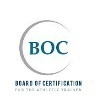 BOC
BOARD OF CERTIFICATION
FOR THE ATHLETIC TRAINER